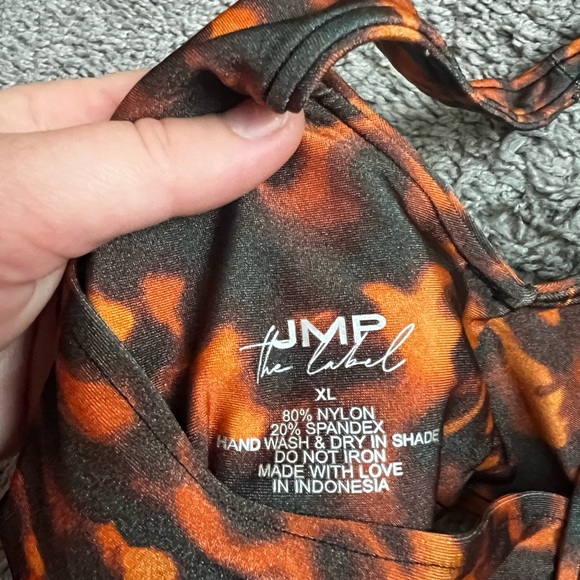 JMP
the label
XL
80% NYLON
20% SPANDEX
HAND WASH & DRY IN SHADE
DO NOT IRON
MADE WITH LOVE
IN INDONESIA